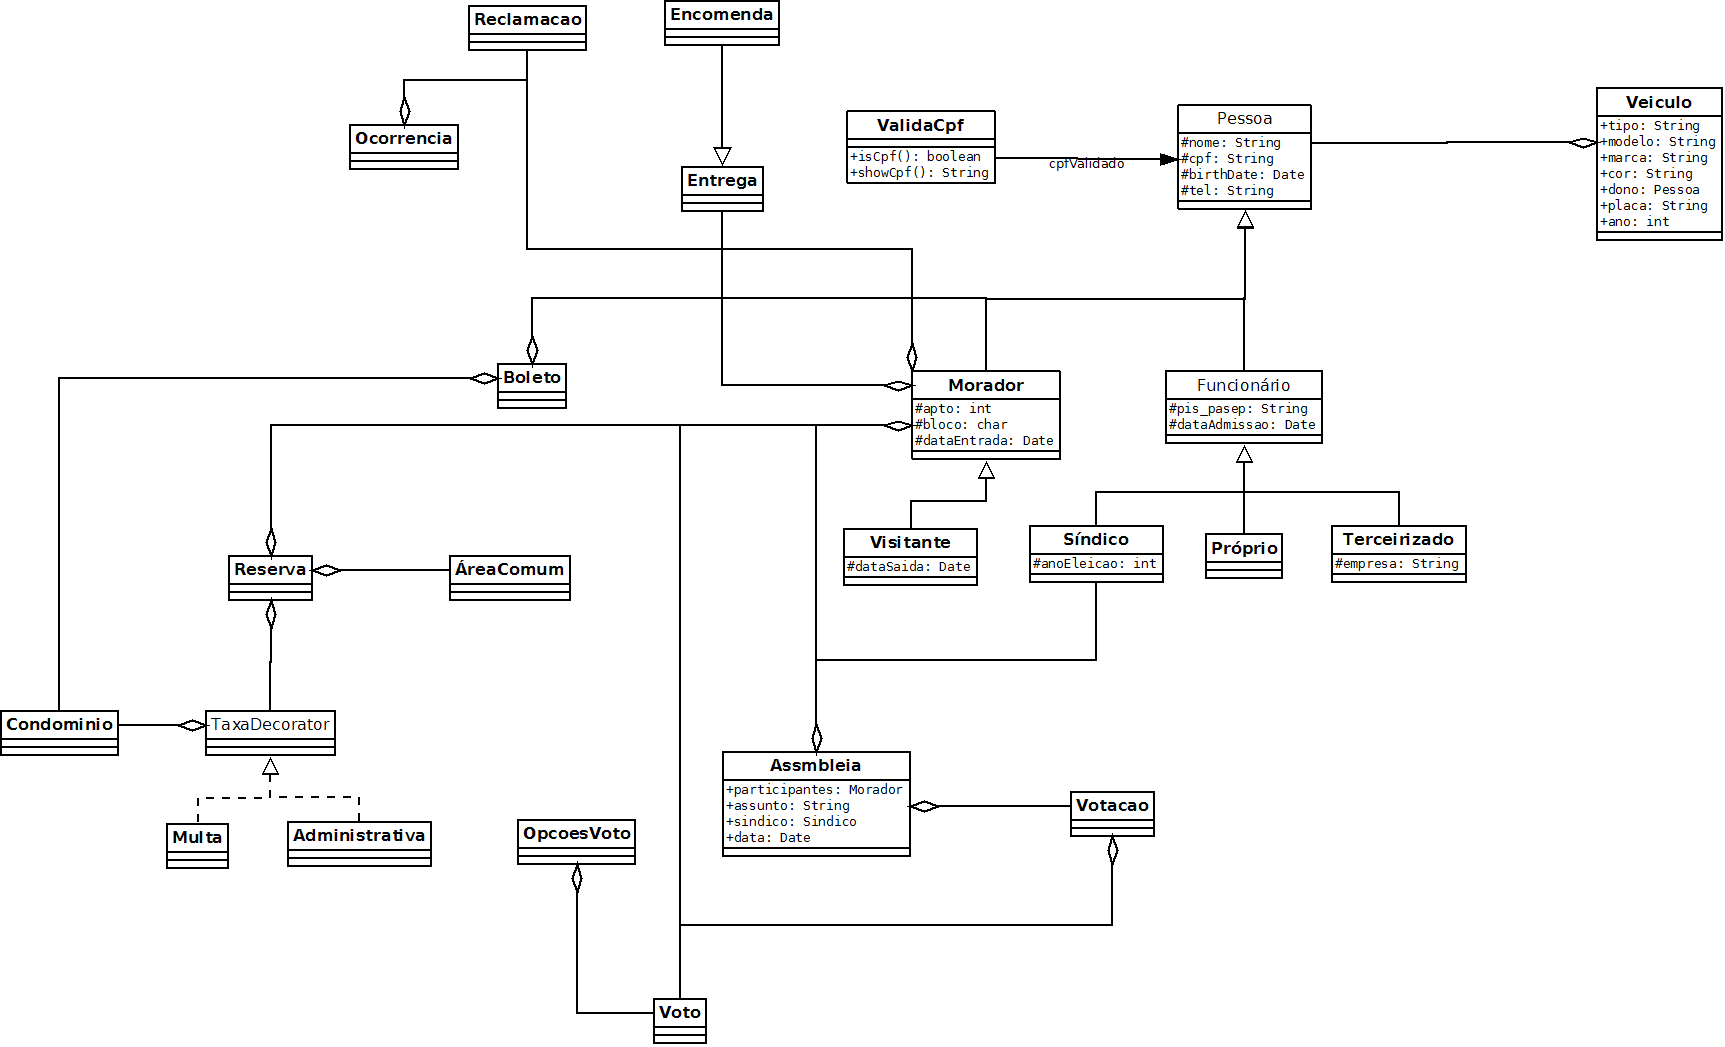 Reclamacao
Encomenda
Ocorrencia
ValidaCpf
+isCpf(): boolean
+showCpf(): String
cpfValidado
Pessoa
#nome: String
#cpf: String
#birthDate: Date
#tel: String
Veiculo
+tipo: String
+modelo: String
+marca: String
+cor: String
+dono: Pessoa
+placa: String
+ano: int
Entrega
Boleto
Morador
#apto: int
#bloco: char
#dataEntrada: Date
Funcionário
#pis_pasep: String
#dataAdmissao: Date
Reserva
ÁreaComum
Visitante
#dataSaida: Date
Síndico
#anoEleicao: int
Próprio
Terceirizado
#empresa: String
Condominio
TaxaDecorator
Multa
Administrativa
OpcoesVoto
Assmbleia
+participantes: Morador
+assunto: String
+sindico: Sindico
+data: Date
Votacao
Voto